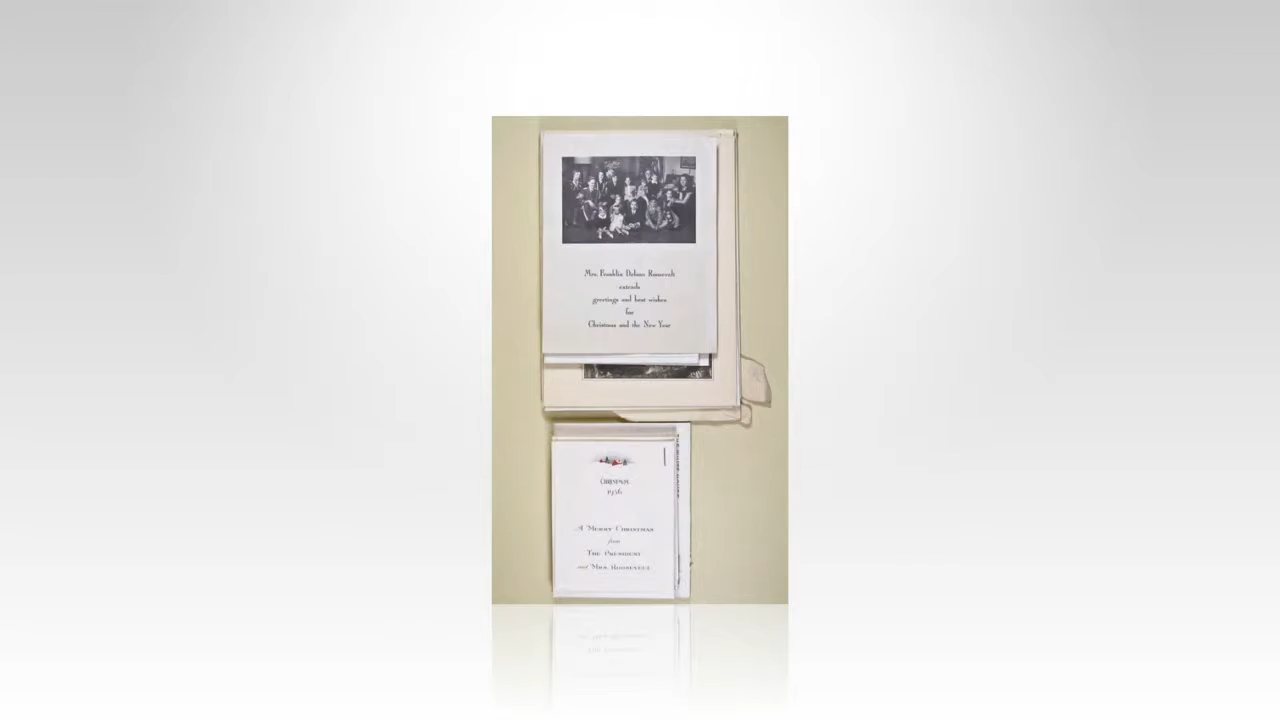 Mrs. Franklin Delano Roosevelt
extends
greetings and best wishes
for
Christmas and the New Year
Christmas
1936
A Merry Christmas
from
The President
and Mrs. Roosevelt